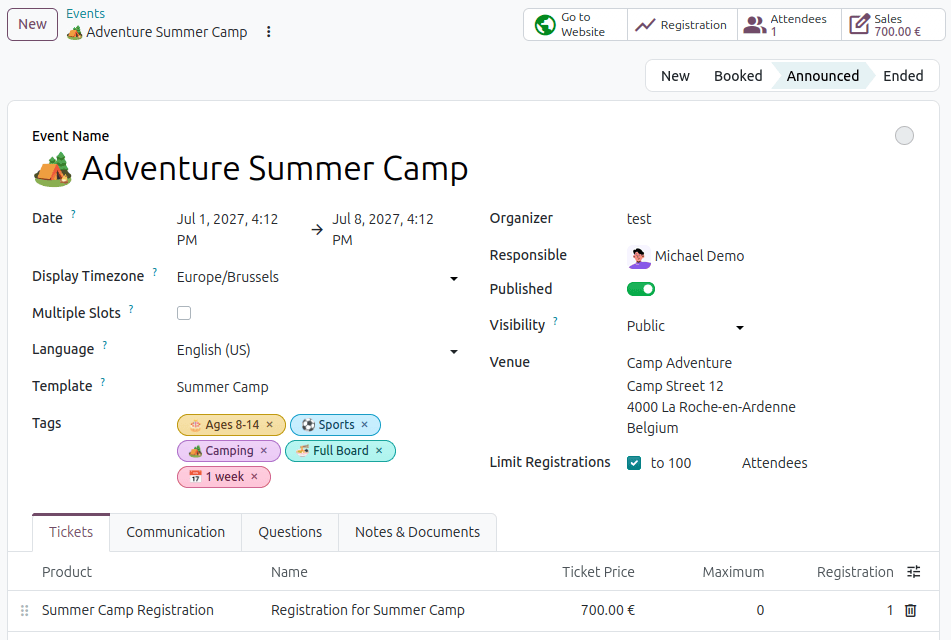 New
Events
Adventure Summer Camp
Go to
Website
Registration
Attendees
1
Sales
700.00 €
New Booked Announced Ended
Event Name
Adventure Summer Camp
Date ?
Jul 1, 2027, 4:12
PM
→
Jul 8, 2027, 4:12
PM
Display Timezone ? Europe/Brussels
Multiple Slots ?
Language ? English (US)
Template ? Summer Camp
Tags
Ages 8-14 ×
Sports ×
Camping ×
Full Board ×
1 week ×
Organizer test
Responsible Michael Demo
Published
Visibility ? Public
Venue Camp Adventure
Camp Street 12
4000 La Roche-en-Ardenne
Belgium
Limit Registrations to 100 Attendees
Tickets Communication Questions Notes & Documents
Product Name Ticket Price Maximum Registration
Summer Camp Registration Registration for Summer Camp 700.00 € 0 1